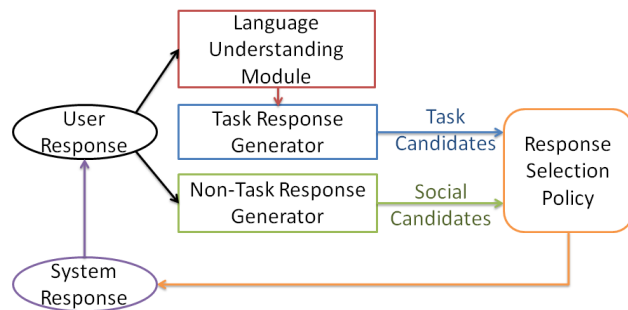 Language
Understanding
Module
User
Response
Task Response
Generator
Task
Candidates
Response
Selection
Policy
Non-Task Response
Generator
Social
Candidates
System
Response